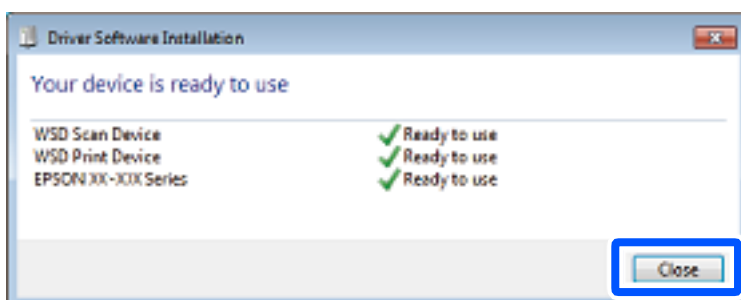 Driver Software Installation
Your device is ready to use
WSD Scan Device Ready to use
WSD Print Device Ready to use
EPSON XX-XXX Series Ready to use
Close